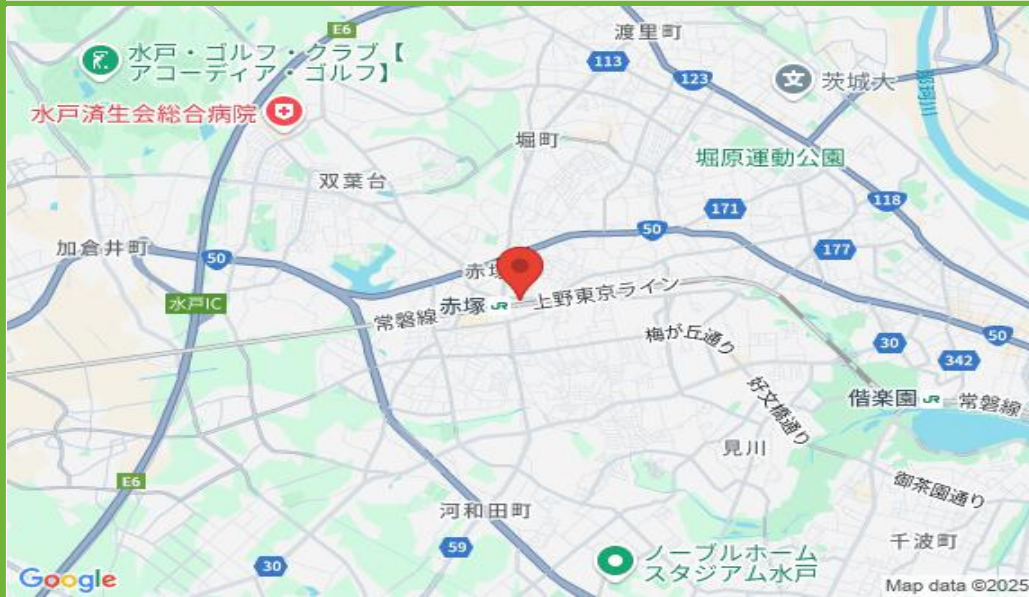 E6
渡里町
水戸・ゴルフ・クラブ【
アコーディア・ゴルフ】
113
123
茨城大
那珂川
水戸済生会総合病院
堀町
堀原運動公園
双葉台
118
171
50
177
加倉井町
50
赤塚
水戸IC
赤塚 JR
上野東京ライン
常磐線
梅が丘通り
30
50
342
偕楽園 JR 常磐線
好文橋通り
見川
E6
御茶園通り
河和田町
千波町
59
30
ノーブルホーム
スタジアム水戸
Google
Map data ©2025